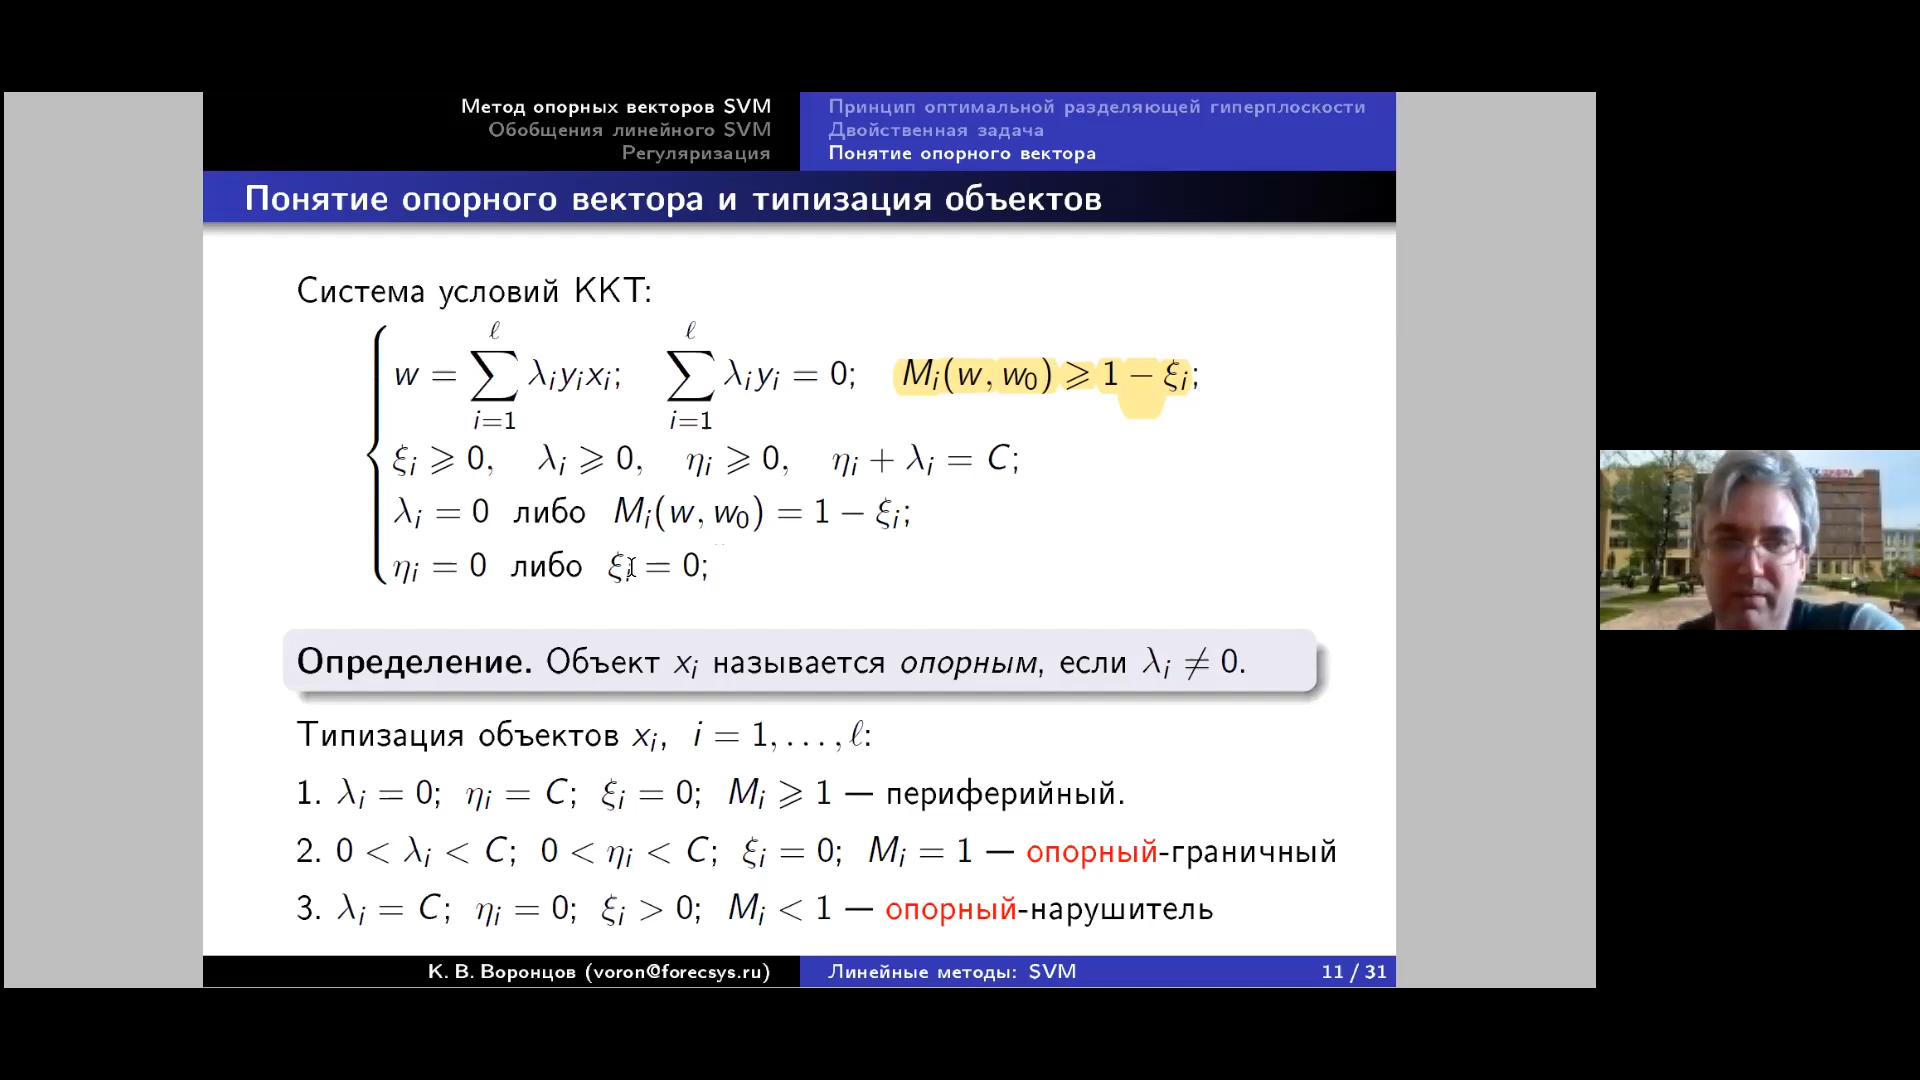 Метод опорных векторов SVM
Обобщения линейного SVM
Регуляризация
Принцип оптимальной разделяющей гиперплоскости
Двойственная задача
Понятие опорного вектора
Понятие опорного вектора и типизация объектов
Система условий ККТ:
w = ∑_{i=1}^{ℓ} λ_i y_i x_i; ∑_{i=1}^{ℓ} λ_i y_i = 0; M_i(w, w_0) ⩾ 1 − ξ_i;
ξ_i ⩾ 0, λ_i ⩾ 0, η_i ⩾ 0, η_i + λ_i = C;
λ_i = 0 либо M_i(w, w_0) = 1 − ξ_i;
η_i = 0 либо ξ_i = 0;
Определение. Объект x_i называется опорным, если λ_i ≠ 0.
Типизация объектов x_i, i = 1, . . . , ℓ:
1. λ_i = 0; η_i = C; ξ_i = 0; M_i ⩾ 1 — периферийный.
2. 0 < λ_i < C; 0 < η_i < C; ξ_i = 0; M_i = 1 — опорный-граничный
3. λ_i = C; η_i = 0; ξ_i > 0; M_i < 1 — опорный-нарушитель
К. В. Воронцов (voron@forecsys.ru)
Линейные методы: SVM
11 / 31